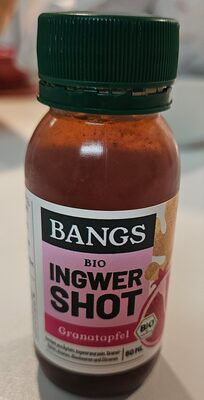 BANGS
BIO
INGWER
SHOT
Granatapfel
BIO
60 ML